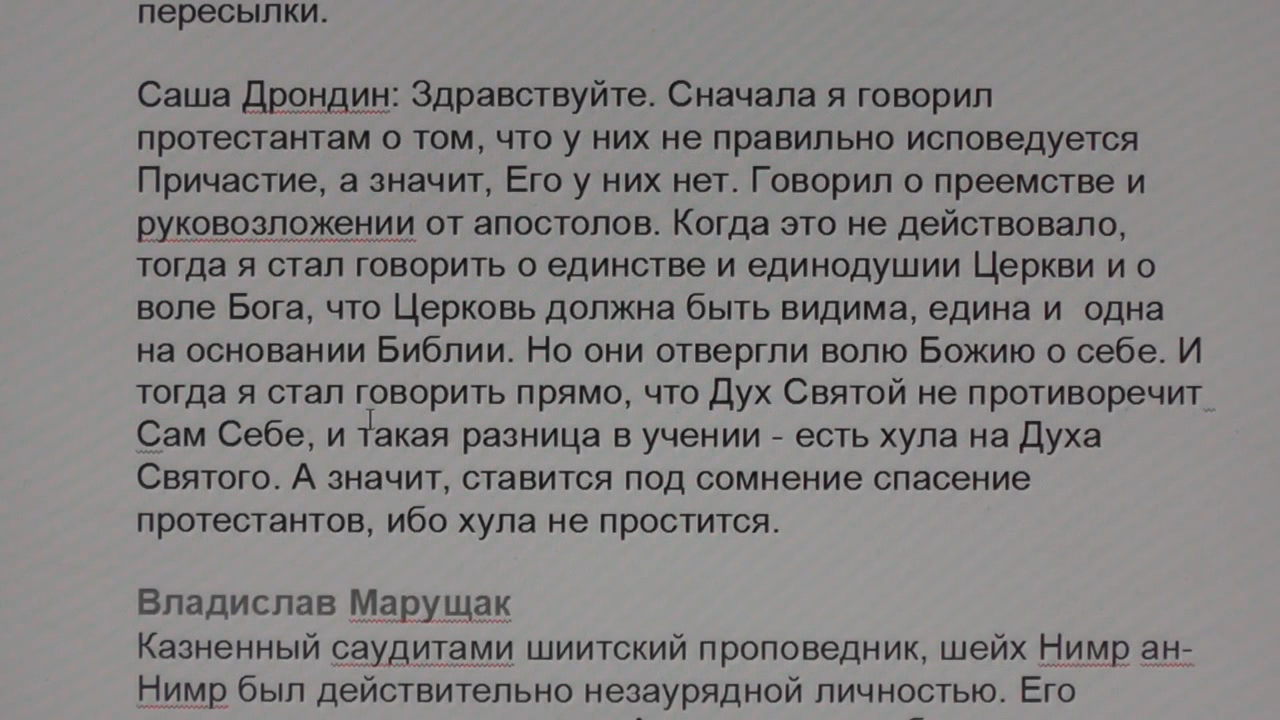 пересылки.
Саша Дрондин: Здравствуйте. Сначала я говорил
протестантам о том, что у них не правильно исповедуется
Причастие, а значит, Его у них нет. Говорил о преемстве и
руковозложении от апостолов. Когда это не действовало,
тогда я стал говорить о единстве и единодушии Церкви и о
воле Бога, что Церковь должна быть видима, едина и  одна
на основании Библии. Но они отвергли волю Божию о себе. И
тогда я стал говорить прямо, что Дух Святой не противоречит
Сам Себе, и такая разница в учении - есть хула на Духа
Святого. А значит, ставится под сомнение спасение
протестантов, ибо хула не простится.
Владислав Марущак
Казненный саудитами шиитский проповедник, шейх Нимр ан-
Нимр был действительно незаурядной личностью. Его